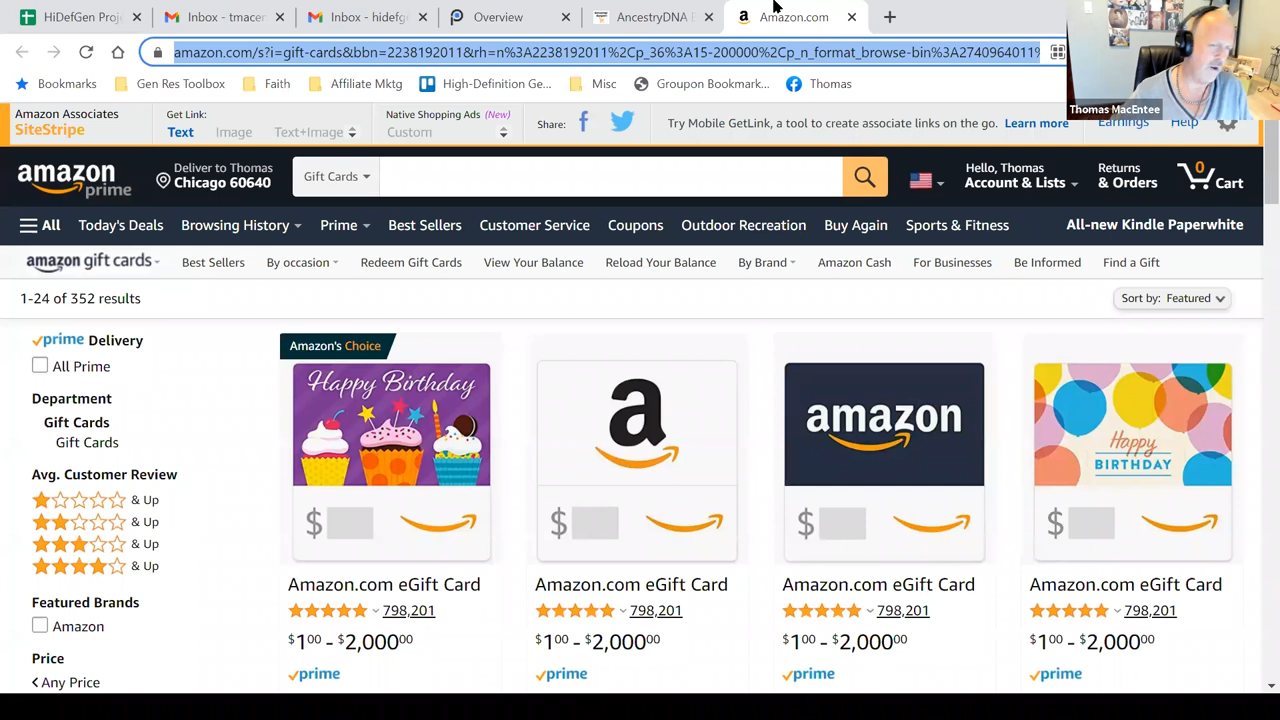 HiDefGen Proj
Inbox - tmacer
Inbox - hidefg
Overview
AncestryDNA
Amazon.com
amazon.com/s?i=gift-cards&bbn=2238192011&rh=n%3A2238192011%2Cp_36%3A15-200000%2Cp_n_format_browse-bin%3A2740964011%
Bookmarks
Gen Res Toolbox
Faith
Affiliate Mktg
High-Definition Ge...
Misc
Groupon Bookmark...
Thomas
Thomas MacEntee
Amazon Associates
SiteStripe
Get Link:
Text Image Text+Image
Native Shopping Ads (New)
Custom
Share:
Try Mobile GetLink, a tool to create associate links on the go. Learn more
Earnings Help
amazon prime
Deliver to Thomas
Chicago 60640
Gift Cards
Hello, Thomas
Account & Lists
Returns
& Orders
0
Cart
All Today's Deals Browsing History Prime Best Sellers Customer Service Coupons Outdoor Recreation Buy Again Sports & Fitness
All-new Kindle Paperwhite
amazon gift cards Best Sellers By occasion Redeem Gift Cards View Your Balance Reload Your Balance By Brand Amazon Cash For Businesses Be Informed Find a Gift
1-24 of 352 results
Sort by: Featured
prime Delivery
All Prime
Department
Gift Cards
Gift Cards
Avg. Customer Review
& Up
& Up
& Up
& Up
Featured Brands
Amazon
Price
Any Price
Amazon's Choice
Happy Birthday
$
Amazon.com eGift Card
798,201
$1.00 - $2,000.00
prime
a
$
Amazon.com eGift Card
798,201
$1.00 - $2,000.00
prime
amazon
$
Amazon.com eGift Card
798,201
$1.00 - $2,000.00
prime
Happy
BIRTHDAY
$
Amazon.com eGift Card
798,201
$1.00 - $2,000.00
prime